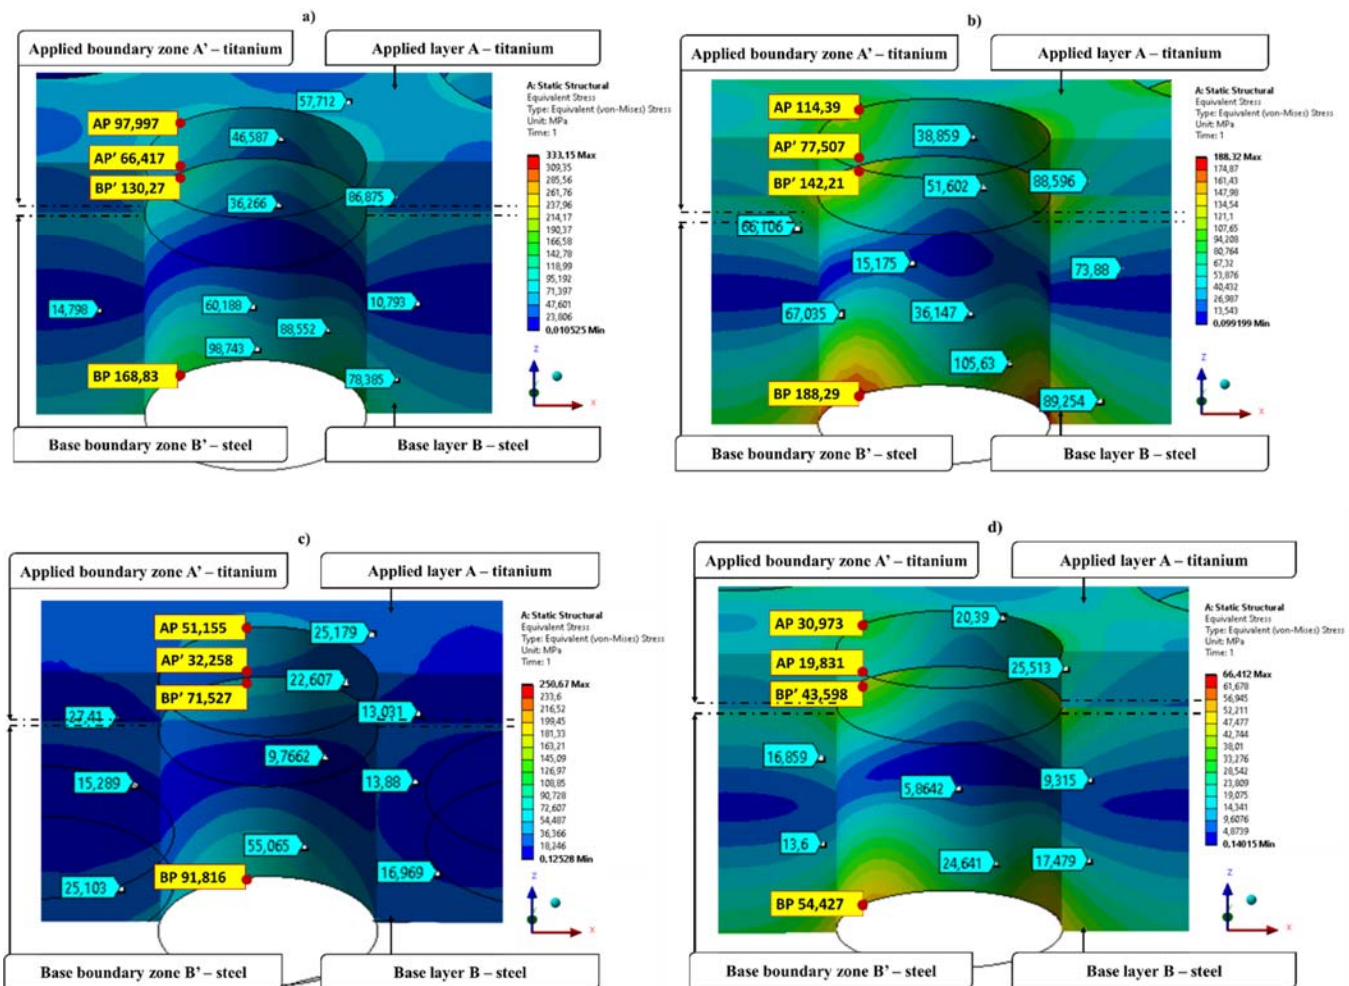 a)
Applied boundary zone A’ – titanium
Applied layer A – titanium
57,712
AP 97,997
46,587
AP’ 66,417
BP’ 130,27
86,875
36,266
14,798
60,188
10,793
88,552
98,743
BP 168,83
78,385
A: Static Structural
Equivalent Stress
Type: Equivalent (von-Mises) Stress
Unit: MPa
Time: 1
333,15 Max
309,35
285,56
261,76
237,96
214,17
190,37
166,58
142,78
118,99
95,192
71,397
47,601
23,806
0,010525 Min
Z
X
Base boundary zone B’ – steel
Base layer B – steel
b)
Applied boundary zone A’ – titanium
Applied layer A – titanium
AP 114,39
38,859
AP’ 77,507
BP’ 142,21
51,602
88,596
66,106
15,175
73,88
67,035
36,147
105,63
BP 188,29
89,254
A: Static Structural
Equivalent Stress
Type: Equivalent (von-Mises) Stress
Unit: MPa
Time: 1
188,32 Max
174,87
161,43
147,98
134,54
121,1
107,65
94,208
80,764
67,32
53,876
40,432
26,987
13,543
0,099199 Min
Z
X
Base boundary zone B’ – steel
Base layer B – steel
c)
Applied boundary zone A’ – titanium
Applied layer A – titanium
AP 51,155
25,179
AP’ 32,258
22,607
BP’ 71,527
27,41
13,031
9,7662
15,289
13,88
55,065
BP 91,816
16,969
25,103
A: Static Structural
Equivalent Stress
Type: Equivalent (von-Mises) Stress
Unit: MPa
Time: 1
250,67 Max
233,6
216,52
199,45
181,33
163,21
145,09
126,97
108,85
90,728
72,607
54,487
36,366
18,246
0,12528 Min
Z
X
Base boundary zone B’ – steel
Base layer B – steel
d)
Applied boundary zone A’ – titanium
Applied layer A – titanium
20,39
AP 30,973
AP’ 19,831
25,513
BP’ 43,598
16,859
5,8642
9,315
13,6
24,641
17,479
BP 54,427
A: Static Structural
Equivalent Stress
Type: Equivalent (von-Mises) Stress
Unit: MPa
Time: 1
66,412 Max
61,678
56,945
52,211
47,477
42,744
38,01
33,276
28,542
23,809
19,075
14,341
9,6076
4,8739
0,14015 Min
Z
X
Base boundary zone B’ – steel
Base layer B – steel